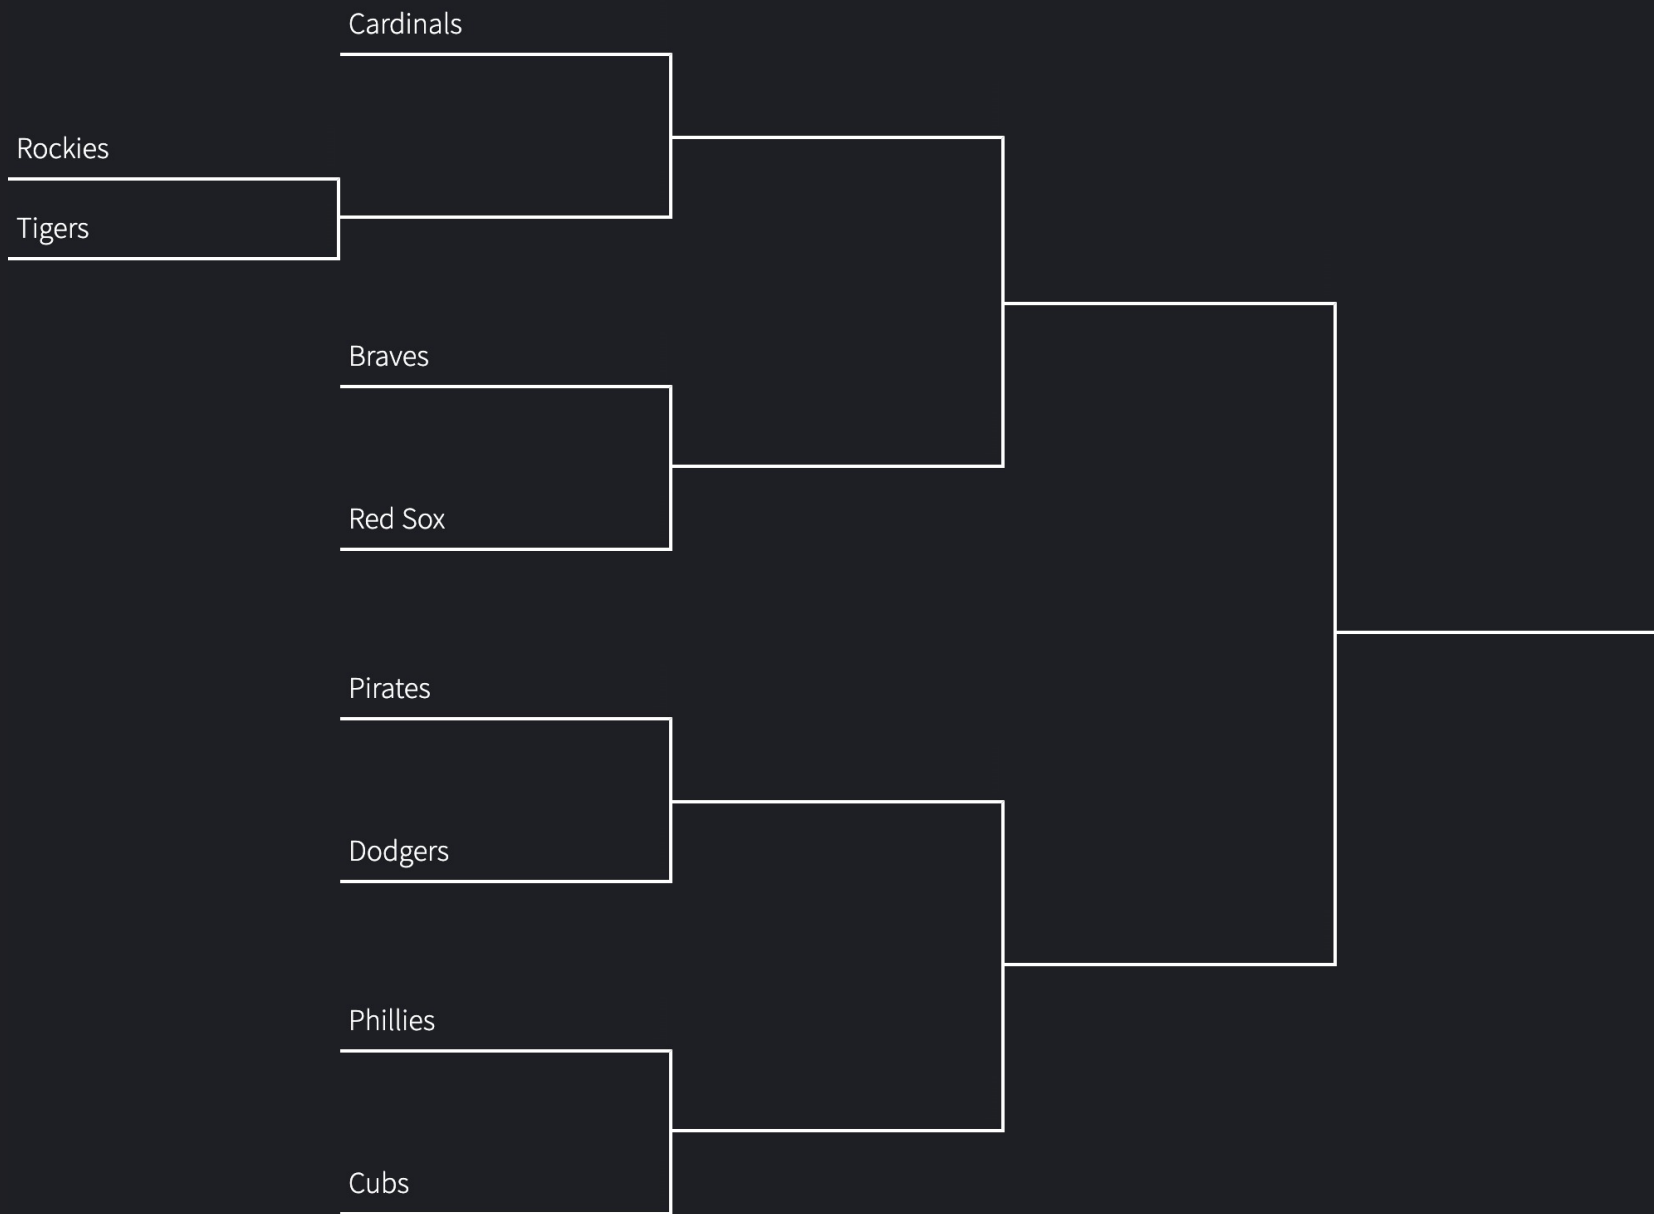 Cardinals
Rockies
Tigers
Braves
Red Sox
Pirates
Dodgers
Phillies
Cubs